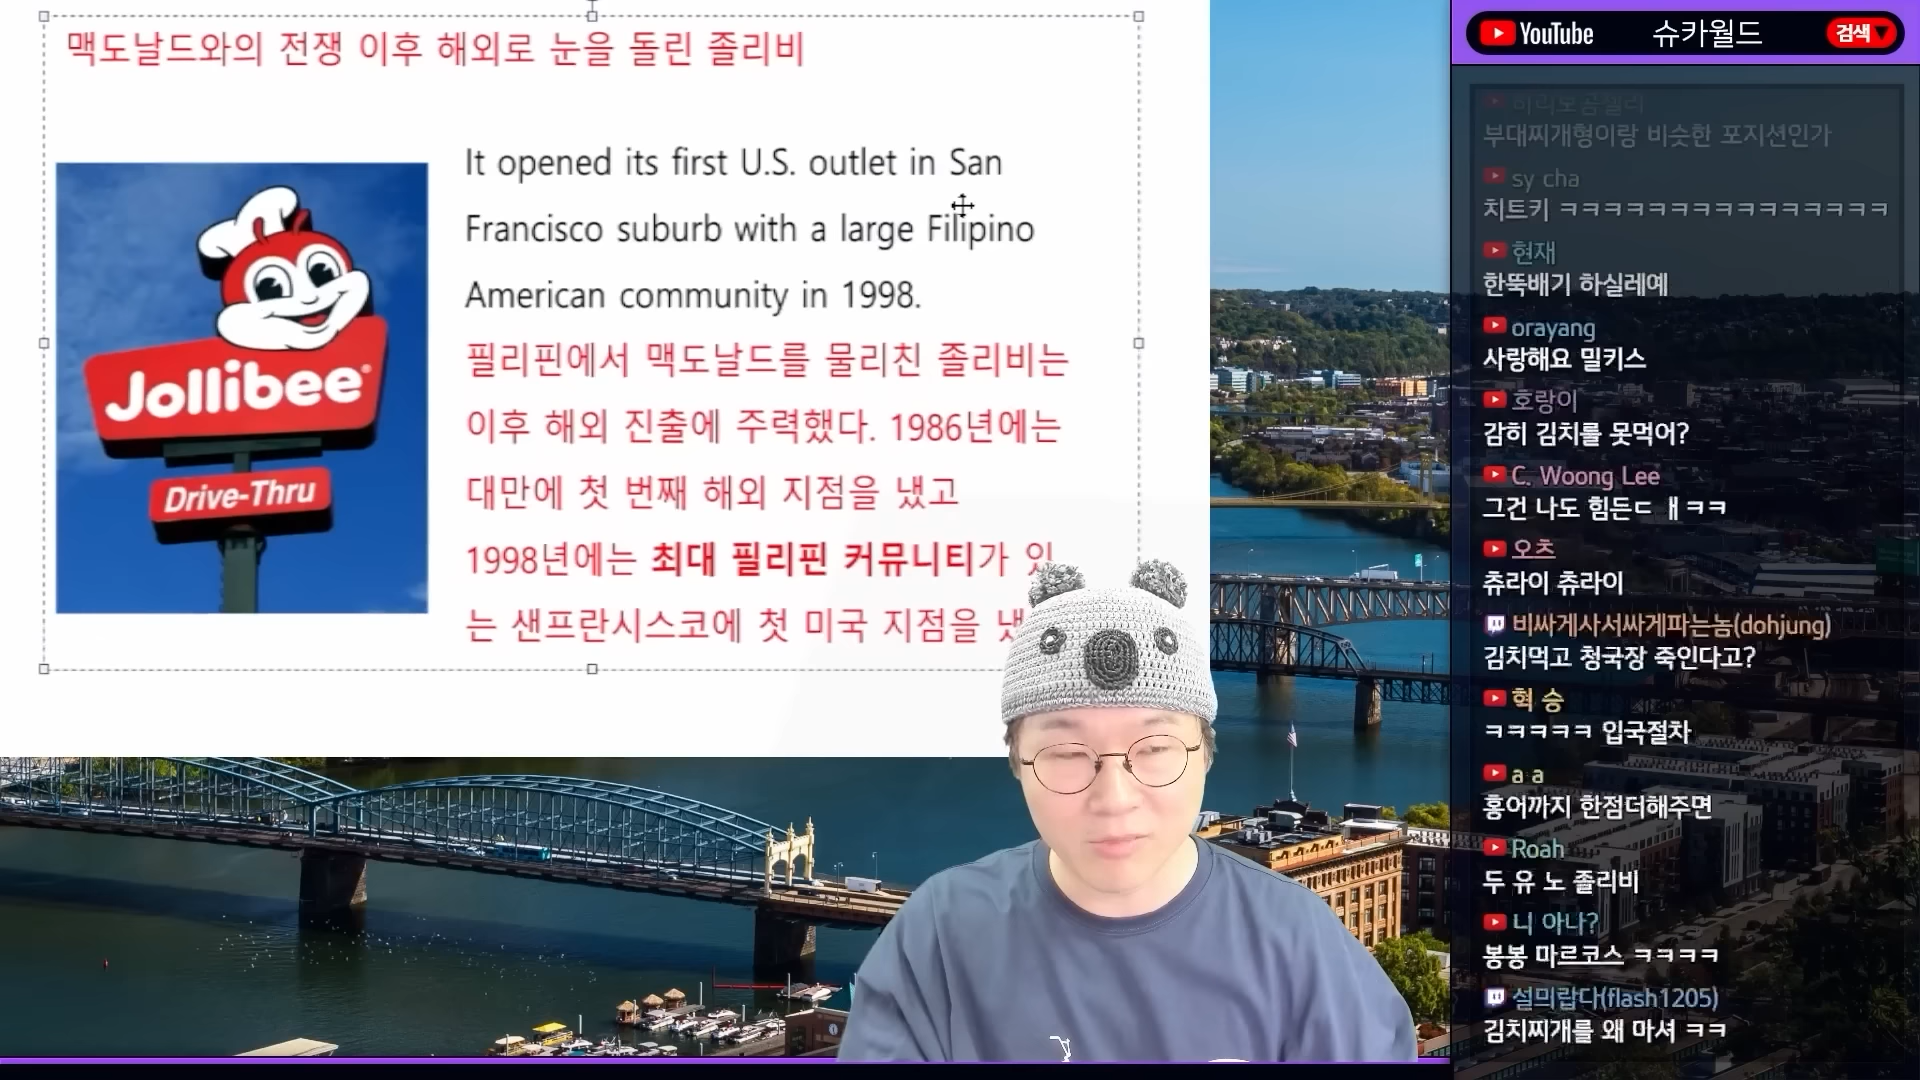 맥도날드와의 전쟁 이후 해외로 눈을 돌린 졸리비
It opened its first U.S. outlet in San
Francisco suburb with a large Filipino
American community in 1998.
필리핀에서 맥도날드를 물리친 졸리비는
이후 해외 진출에 주력했다. 1986년에는
대만에 첫 번째 해외 지점을 냈고
1998년에는 최대 필리핀 커뮤니티가 있
는 샌프란시스코에 첫 미국 지점을
Jollibee®
Drive-Thru
YouTube 슈카월드 검색▼
부대찌개형이랑 비슷한 포지션인가
sy cha
치트키 ㅋㅋㅋㅋㅋㅋㅋㅋㅋㅋㅋㅋㅋㅋㅋ
현재
한뚝배기 하실레예
orayang
사랑해요 밀키스
호랑이
감히 김치를 못먹어?
C. Woong Lee
그건 나도 힘든ㄷ ㅐㅋㅋ
오츠
츄라이 츄라이
비싸게사서싸게파는놈(dohjung)
김치먹고 청국장 죽인다고?
혁 승
ㅋㅋㅋㅋㅋ 입국절차
a a
홍어까지 한점더해주면
Roah
두 유 노 졸리비
니 아나?
봉봉 마르코스 ㅋㅋㅋㅋ
설믜랍다(flash1205)
김치찌개를 왜 마셔 ㅋㅋ